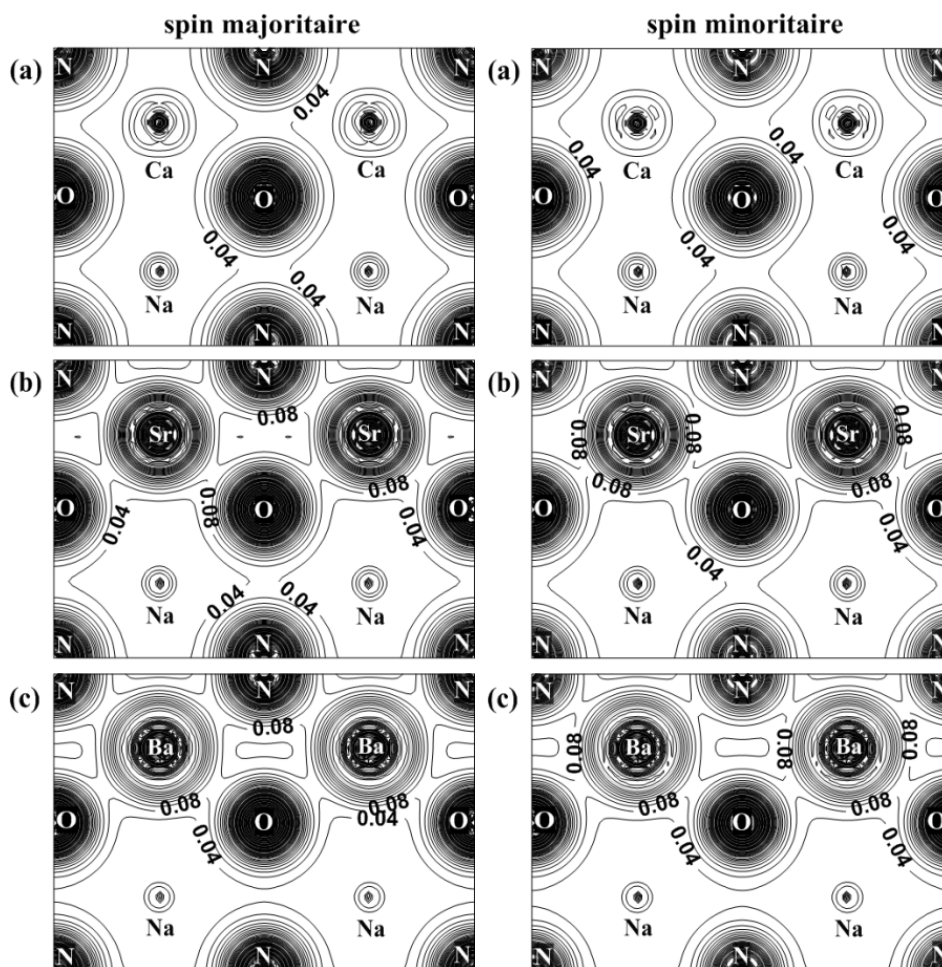 spin majoritaire spin minoritaire
(a) N N N (a) N N N
0.04
Ca Ca Ca Ca
0.04 0.04
O O O O O O
0.04 0.04 0.04
0.04
Na Na Na Na
N N N N N N
(b) N N N (b) N N N
0.08
Sr Sr Sr Sr
0.08 0.08 0.08
0.08 0.08 0.08
O O O O O O
0.04 0.08 0.04 0.04
0.04 0.04 0.04
Na Na Na Na
N N N N N N
(c) N N N (c) N N N
0.08
Ba Ba Ba Ba
0.08 0.08 0.08
0.08 0.08 0.08 0.08
0.04
O O O O O O
0.04 0.04 0.04
Na Na Na Na
N N N N N N